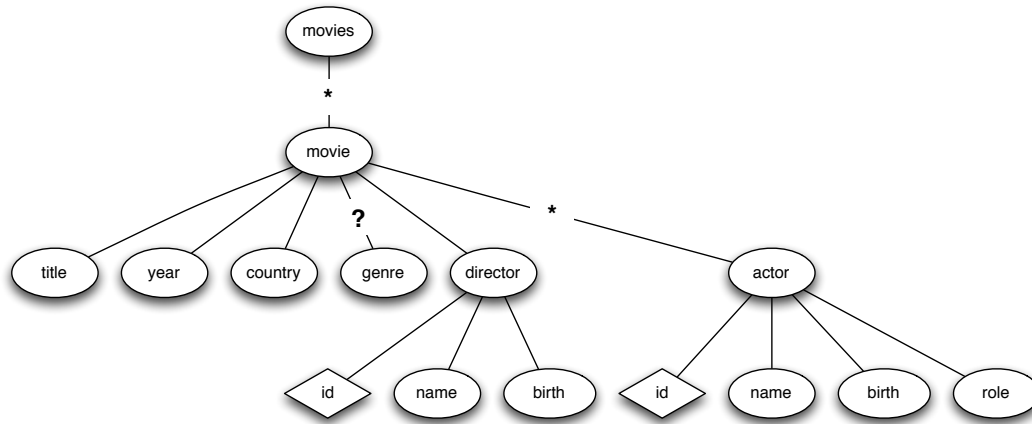 movies
*
movie
?
*
title year country genre director actor
id name birth id name birth role